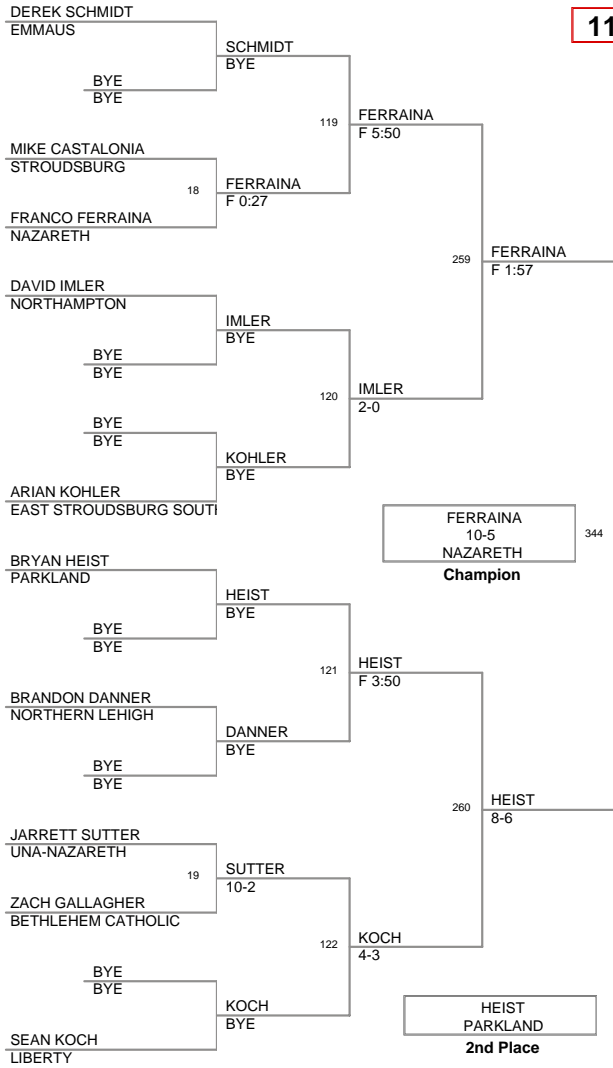 DEREK SCHMIDT
EMMAUS
11
SCHMIDT
BYE
BYE
BYE
119
FERRAINA
F 5:50
MIKE CASTALONIA
STROUDSBURG
18
FERRAINA
F 0:27
FRANCO FERRAINA
NAZARETH
259
FERRAINA
F 1:57
DAVID IMLER
NORTHAMPTON
IMLER
BYE
BYE
BYE
120
IMLER
2-0
BYE
BYE
KOHLER
BYE
ARIAN KOHLER
EAST STROUDSBURG SOUTH
FERRAINA
10-5
NAZARETH
344
Champion
BRYAN HEIST
PARKLAND
HEIST
BYE
BYE
BYE
121
HEIST
F 3:50
BRANDON DANNER
NORTHERN LEHIGH
DANNER
BYE
BYE
BYE
260
HEIST
8-6
JARRETT SUTTER
UNA-NAZARETH
19
SUTTER
10-2
ZACH GALLAGHER
BETHLEHEM CATHOLIC
122
KOCH
4-3
BYE
BYE
KOCH
BYE
SEAN KOCH
LIBERTY
HEIST
PARKLAND
2nd Place